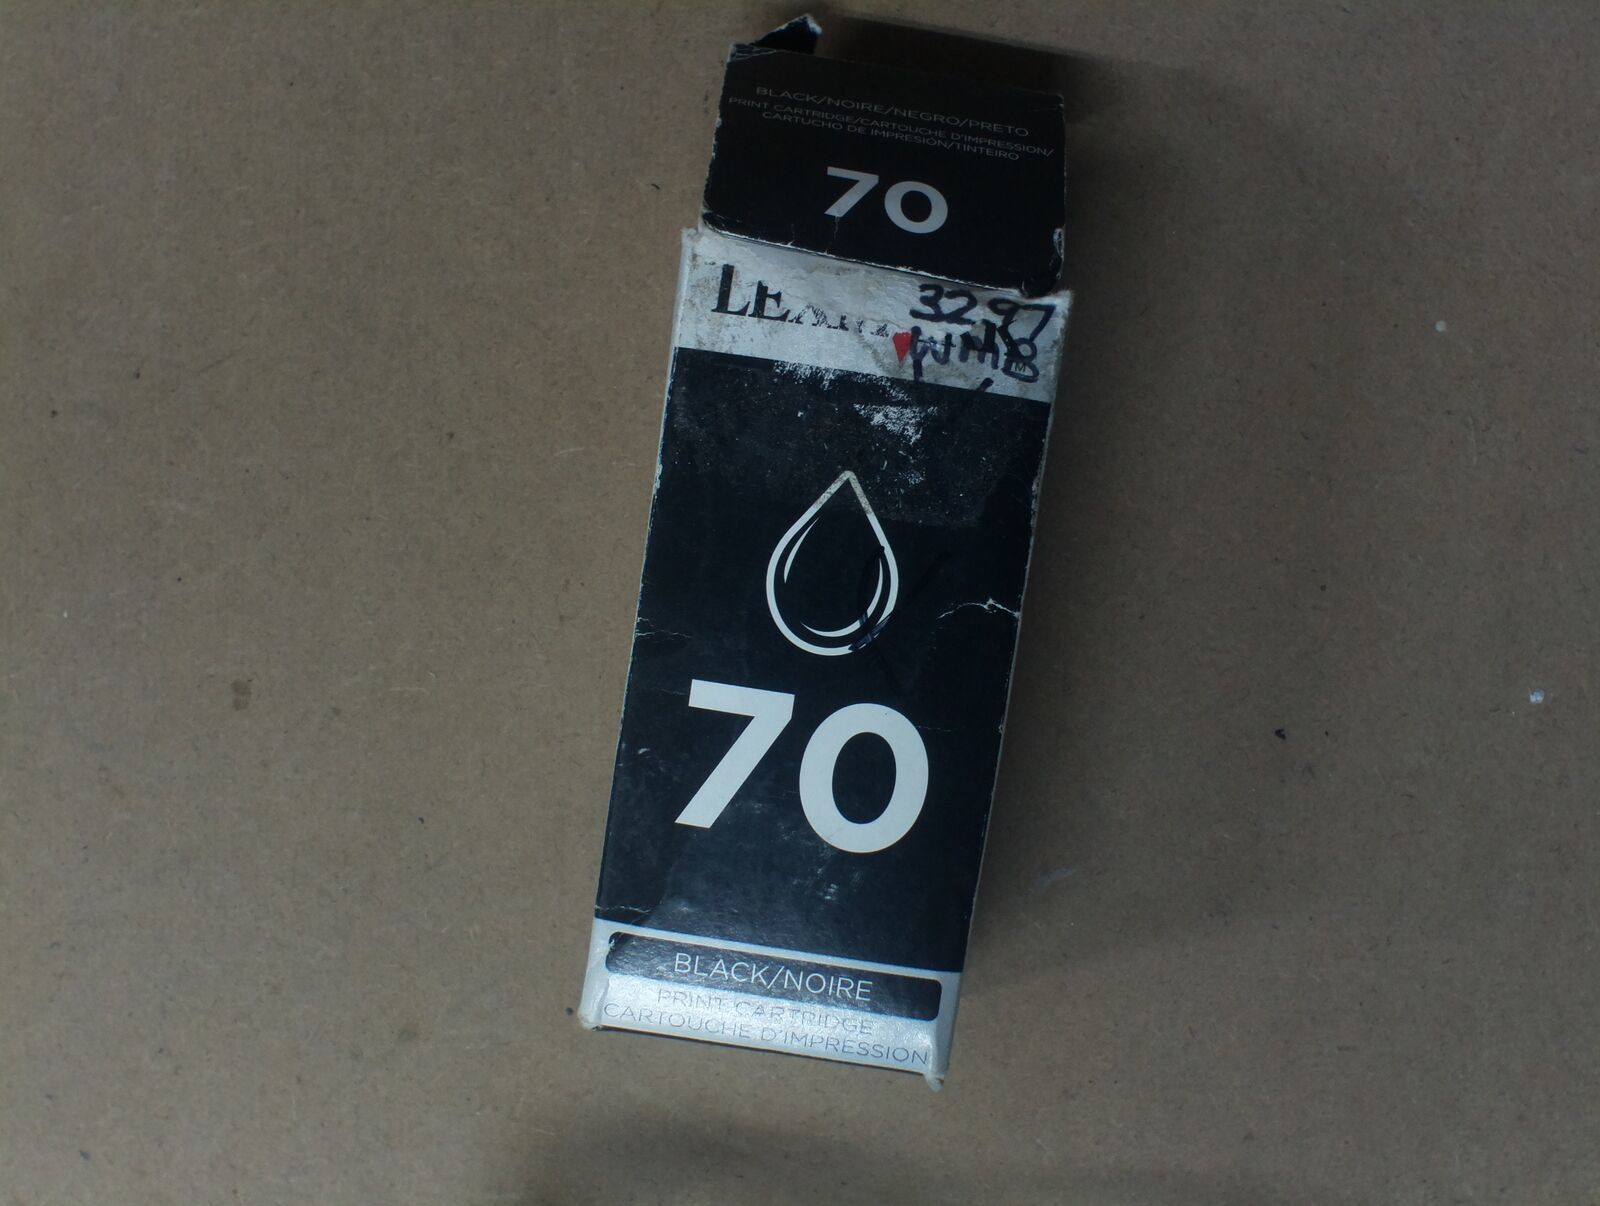 BLACK/NOIRE/NEGRO/PRETO
PRINT CARTRIDGE/CARTOUCHE D'IMPRESSION/
CARTUCHO DE IMPRESIÓN/TINTEIRO
70
32.97
WMB
70
BLACK/NOIRE
PRINT CARTRIDGE
CARTOUCHE D'IMPRESSION